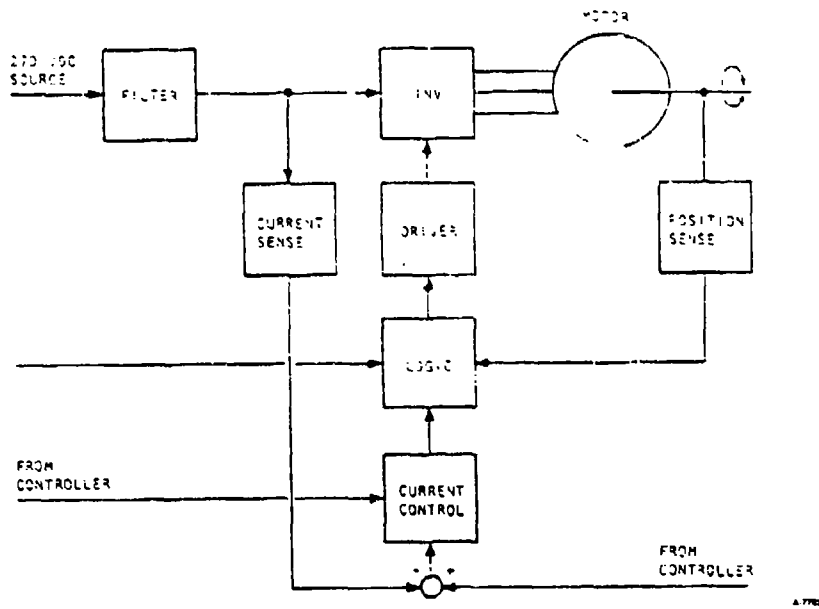 MOTOR
270 VDC
SOURCE
FILTER
INV
CURRENT
SENSE
DRIVER
POSITION
SENSE
LOGIC
FROM
CONTROLLER
CURRENT
CONTROL
- +
FROM
CONTROLLER